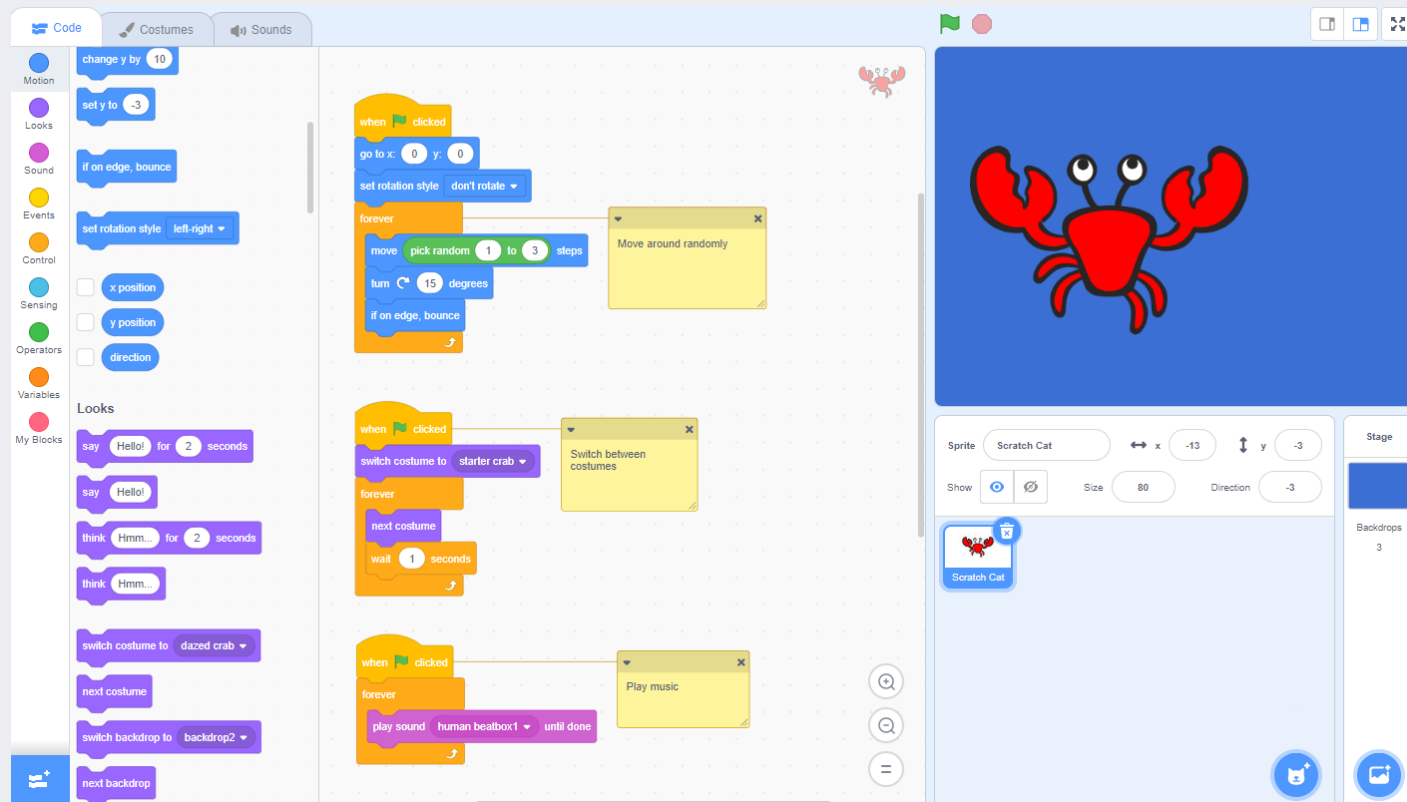 Code
Costumes
Sounds
Motion
Looks
Sound
Events
Control
Sensing
Operators
Variables
My Blocks
change y by 10
set y to -3
if on edge, bounce
set rotation style left-right
x position
y position
direction
Looks
say Hello! for 2 seconds
say Hello!
think Hmm... for 2 seconds
think Hmm...
switch costume to dazed crab
next costume
switch backdrop to backdrop2
next backdrop
when clicked
go to x: 0 y: 0
set rotation style don't rotate
forever
move pick random 1 to 3 steps
turn 15 degrees
if on edge, bounce
Move around randomly
when clicked
switch costume to starter crab
forever
next costume
wait 1 seconds
Switch between
costumes
when clicked
forever
play sound human beatbox1 until done
Play music
Sprite Scratch Cat x -13 y -3
Show Size 80 Direction -3
Scratch Cat
Stage
Backdrops
3